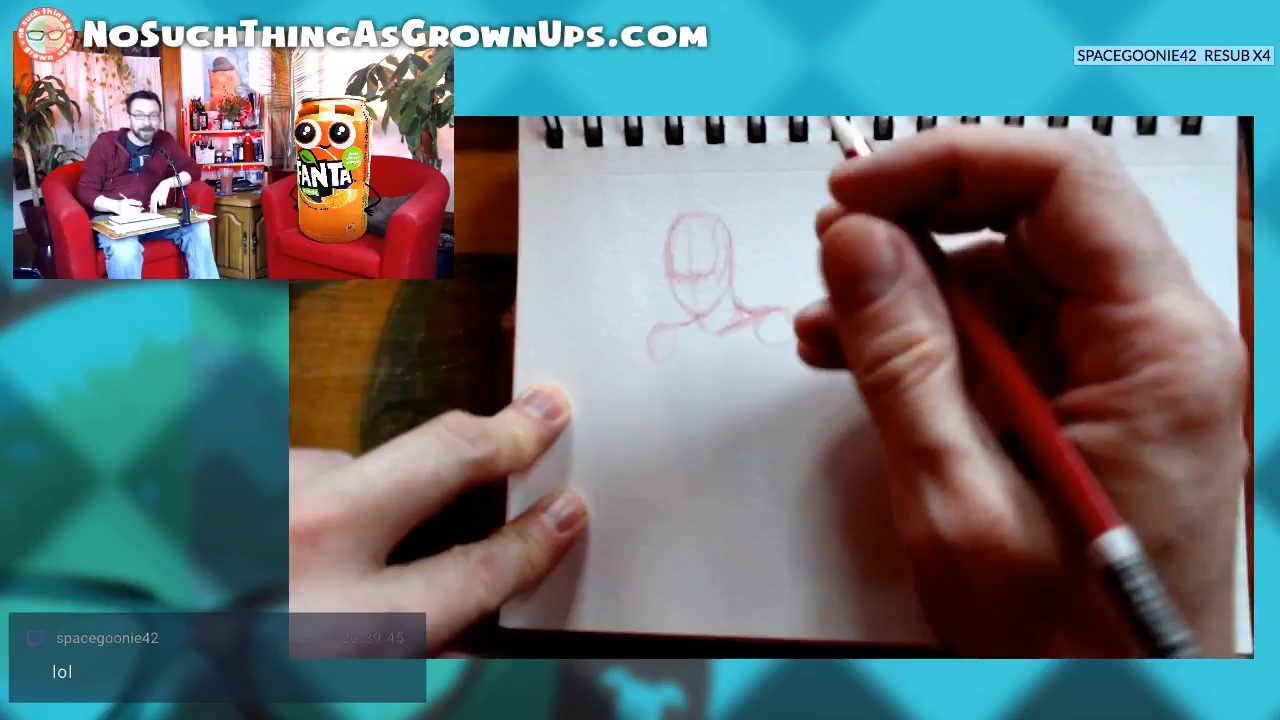 NoSuchThingAsGrownUps.com
SPACEGOONIE42 RESUB X4
FANTA
spacegoonie42
lol